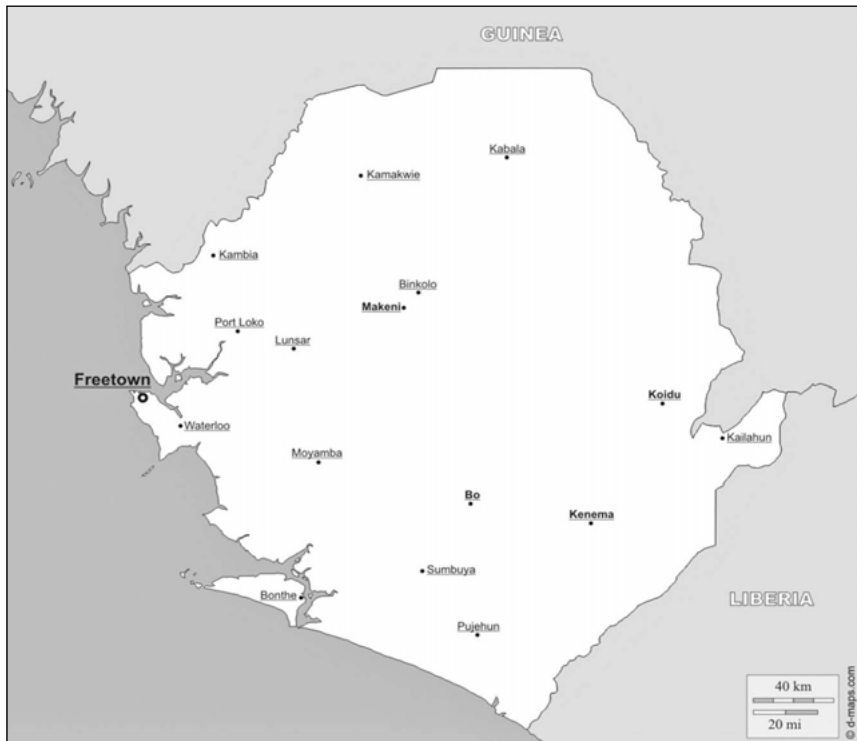 GUINEA
Kabala
Kamakwie
Kambia
Binkolo
Makeni
Port Loko
Lunsar
Freetown
Koidu
Waterloo
Kailahun
Moyamba
Bo
Kenema
Sumbuya
Bonthe
LIBERIA
Pujehun
40 km
20 mi
© d-maps.com